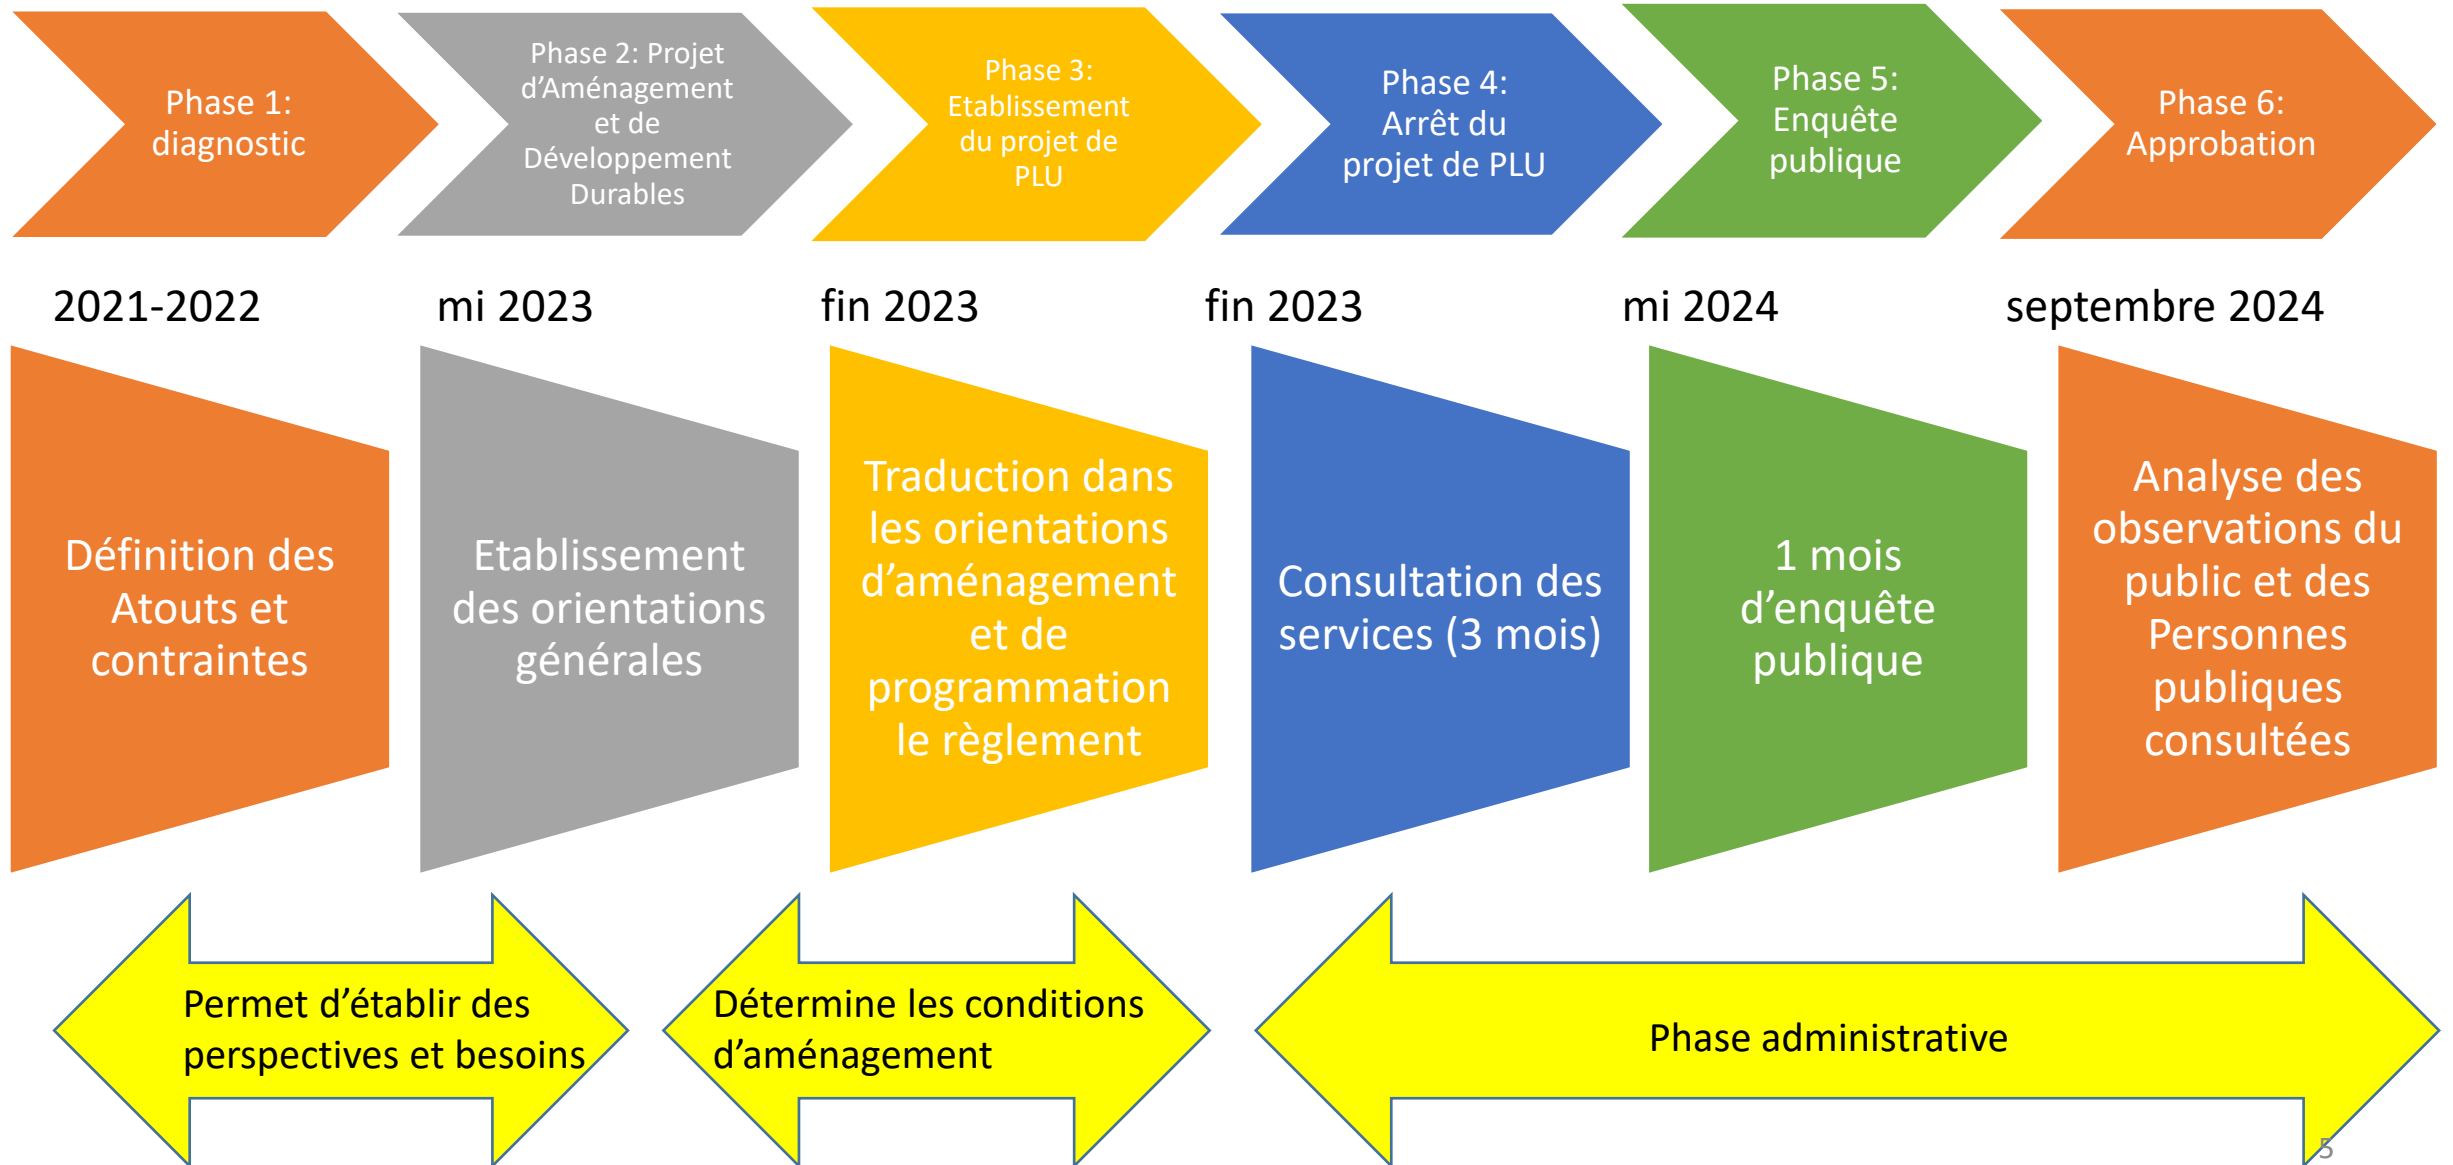 Phase 1:
diagnostic
Phase 2: Projet
d’Aménagement
et de
Développement
Durables
Phase 3:
Etablissement
du projet de
PLU
Phase 4:
Arrêt du
projet de PLU
Phase 5:
Enquête
publique
Phase 6:
Approbation
2021-2022
mi 2023
fin 2023
fin 2023
mi 2024
septembre 2024
Définition des
Atouts et
contraintes
Etablissement
des orientations
générales
Traduction dans
les orientations
d’aménagement
et de
programmation
le règlement
Consultation des
services (3 mois)
1 mois
d’enquête
publique
Analyse des
observations du
public et des
Personnes
publiques
consultées
Permet d’établir des
perspectives et besoins
Détermine les conditions
d’aménagement
Phase administrative
5